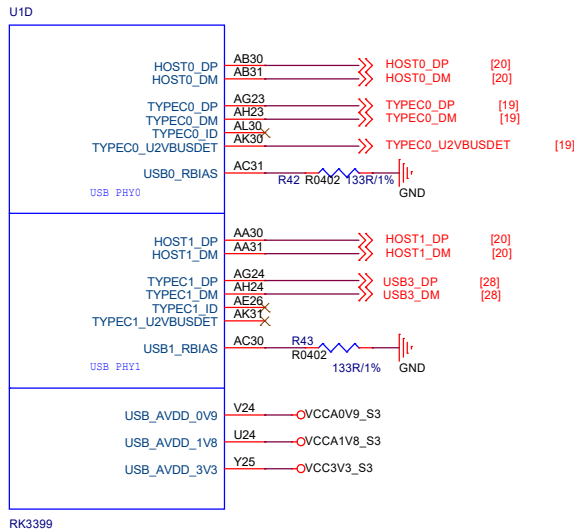 U1D
HOST0_DP AB30 HOST0_DP [20]
HOST0_DM AB31 HOST0_DM [20]
TYPEC0_DP AG23 TYPEC0_DP [19]
TYPEC0_DM AH23 TYPEC0_DM [19]
TYPEC0_ID AL30
TYPEC0_U2VBUSDET AK30 TYPEC0_U2VBUSDET [19]
USB0_RBIAS AC31 R42 R0402 133R/1%
USB PHY0 GND
HOST1_DP AA30 HOST1_DP [20]
HOST1_DM AA31 HOST1_DM [20]
TYPEC1_DP AG24 USB3_DP [28]
TYPEC1_DM AH24 USB3_DM [28]
TYPEC1_ID AE26
TYPEC1_U2VBUSDET AK31
USB1_RBIAS AC30 R43
R0402
USB PHY1 133R/1% GND
USB_AVDD_0V9 V24 VCCA0V9_S3
USB_AVDD_1V8 U24 VCCA1V8_S3
USB_AVDD_3V3 Y25 VCC3V3_S3
RK3399